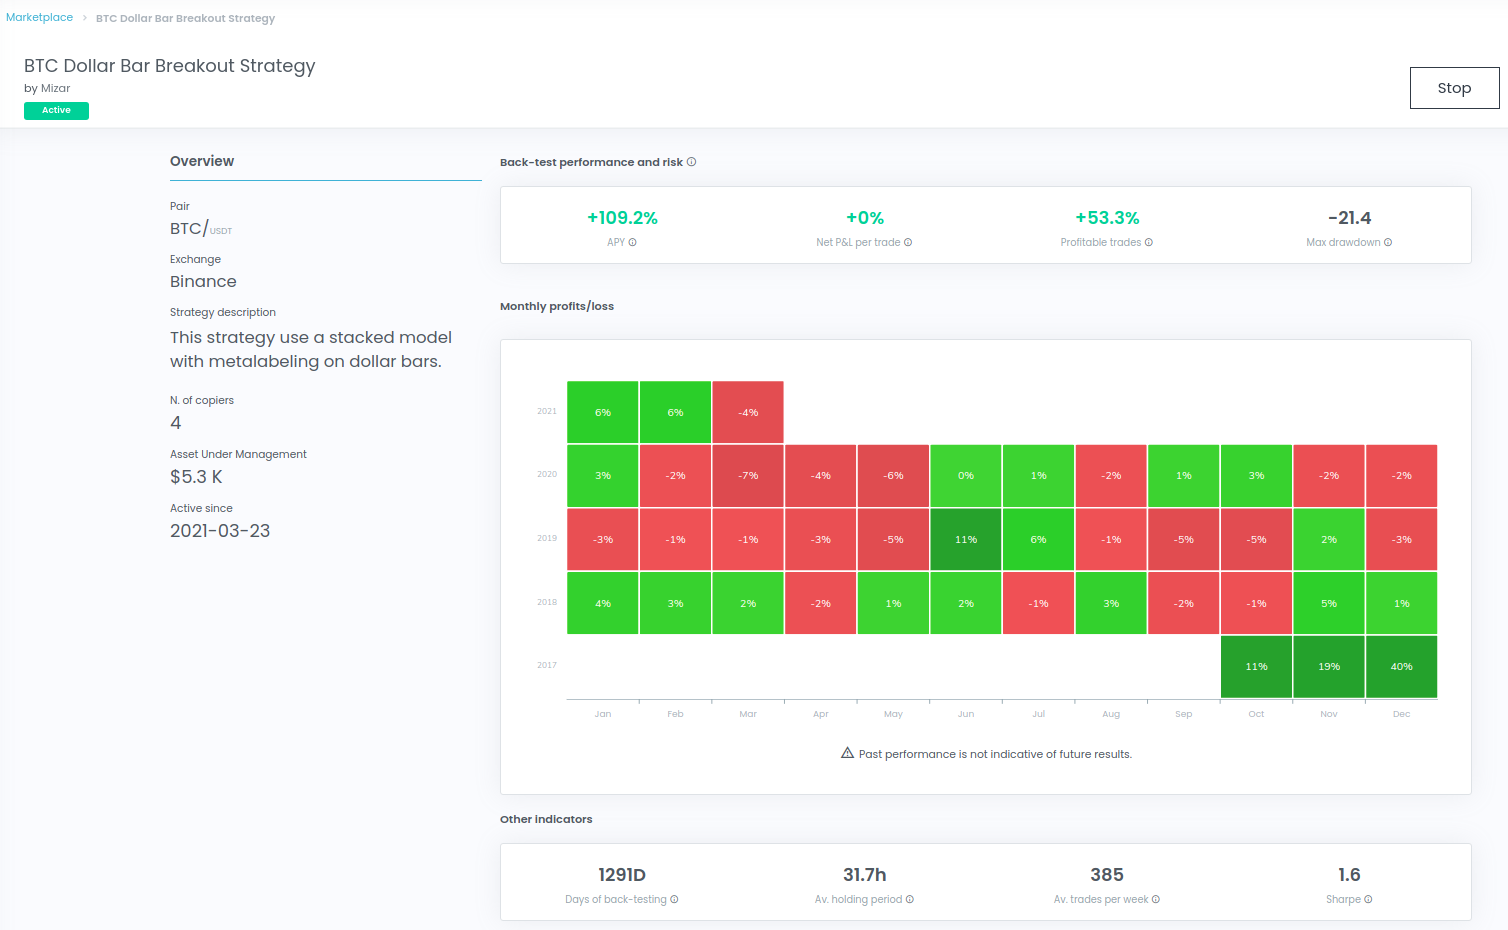 Marketplace > BTC Dollar Bar Breakout Strategy
BTC Dollar Bar Breakout Strategy
by Mizar
Active
Stop
Overview
Pair
BTC/USDT
Exchange
Binance
Strategy description
This strategy use a stacked model
with metalabeling on dollar bars.
N. of copiers
4
Asset Under Management
$5.3 K
Active since
2021-03-23
Back-test performance and risk
+109.2% +0% +53.3% -21.4
APY Net P&L per trade Profitable trades Max drawdown
Monthly profits/loss
2021 6% 6% -4%
2020 3% -2% -7% -4% -6% 0% 1% -2% 1% 3% -2% -2%
2019 -3% -1% -1% -3% -5% 11% 6% -1% -5% -5% 2% -3%
2018 4% 3% 2% -2% 1% 2% -1% 3% -2% -1% 5% 1%
2017 11% 19% 40%
Jan Feb Mar Apr May Jun Jul Aug Sep Oct Nov Dec
Past performance is not indicative of future results.
Other indicators
1291D 31.7h 385 1.6
Days of back-testing Av. holding period Av. trades per week Sharpe